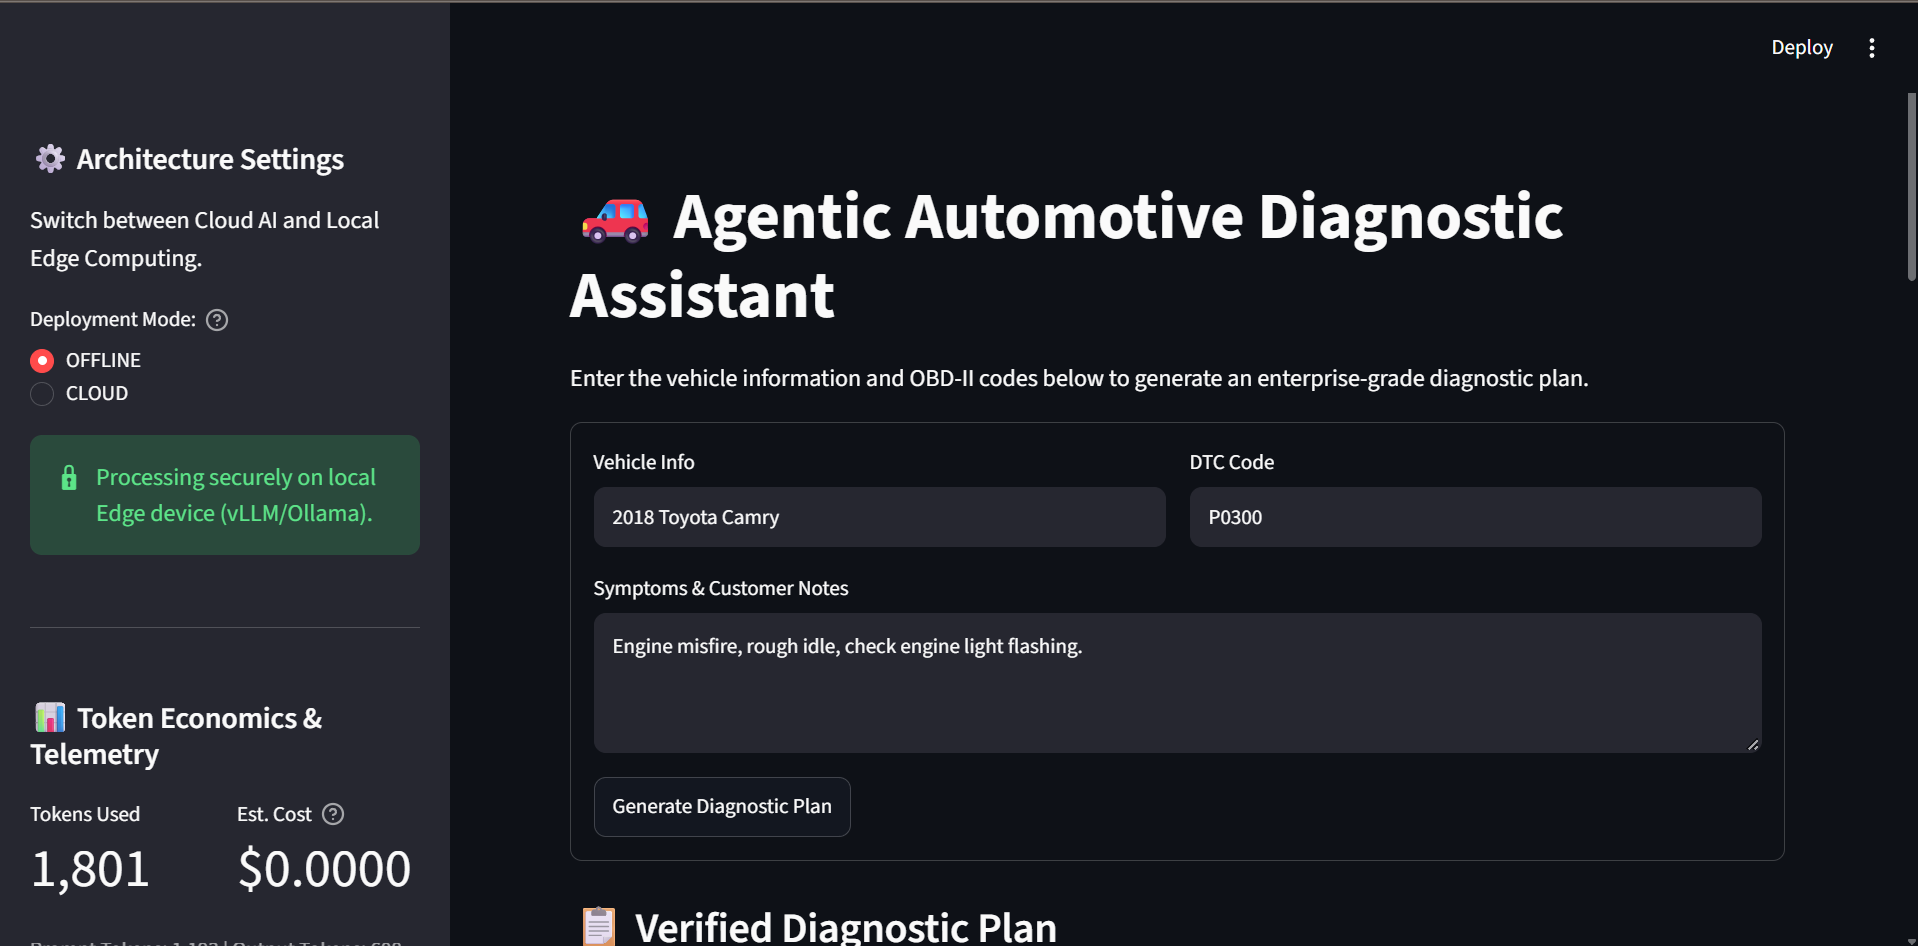 Deploy
Architecture Settings
Switch between Cloud AI and Local
Edge Computing.
Deployment Mode:
OFFLINE
CLOUD
Processing securely on local
Edge device (vLLM/Ollama).
Token Economics &
Telemetry
Tokens Used
Est. Cost
1,801
$0.0000
Agentic Automotive Diagnostic
Assistant
Enter the vehicle information and OBD-II codes below to generate an enterprise-grade diagnostic plan.
Vehicle Info
2018 Toyota Camry
DTC Code
P0300
Symptoms & Customer Notes
Engine misfire, rough idle, check engine light flashing.
Generate Diagnostic Plan
Verified Diagnostic Plan